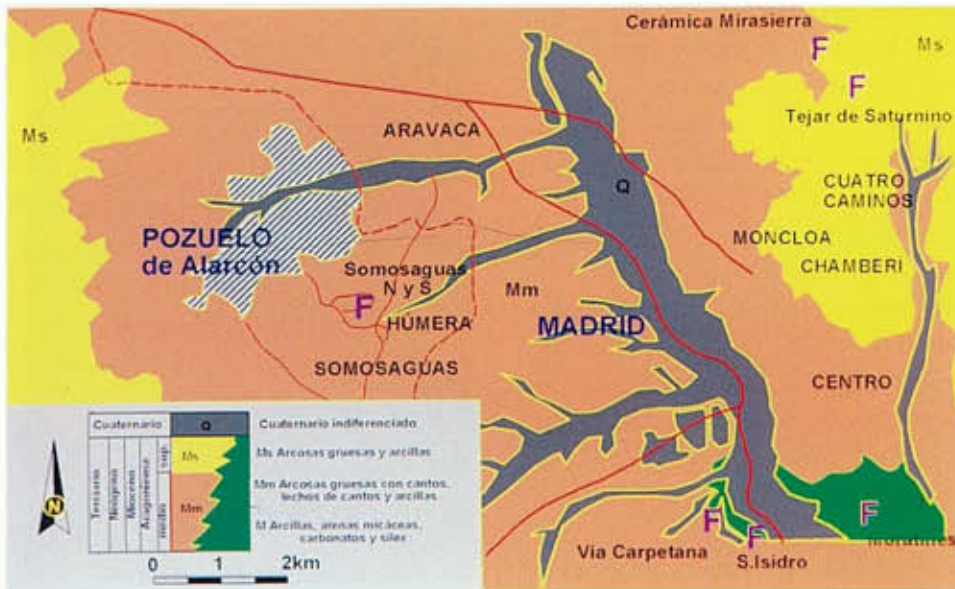 Cerámica Mirasierra
F
Ms
F
Tejar de Saturnino
Ms
ARAVACA
CUATRO
CAMINOS
Q
POZUELO
de Alarcón
MONCLOA
CHAMBERI
Somosaguas
N y S
F
Mm
HÚMERA
MADRID
SOMOSAGUAS
CENTRO
Cuaternario
Q
Cuaternario indiferenciado
Terciario
Neógeno
Mioceno
Aragoniense
sup.
medio
Ms
Ms Arcosas gruesas y arcillas
Mm
Mm Arcosas gruesas con cantos,
lechos de cantos y arcillas
M Arcillas, arenas micáceas,
carbonatos y sílex
N
0 1 2km
F
F
F
Vía Carpetana
S.Isidro